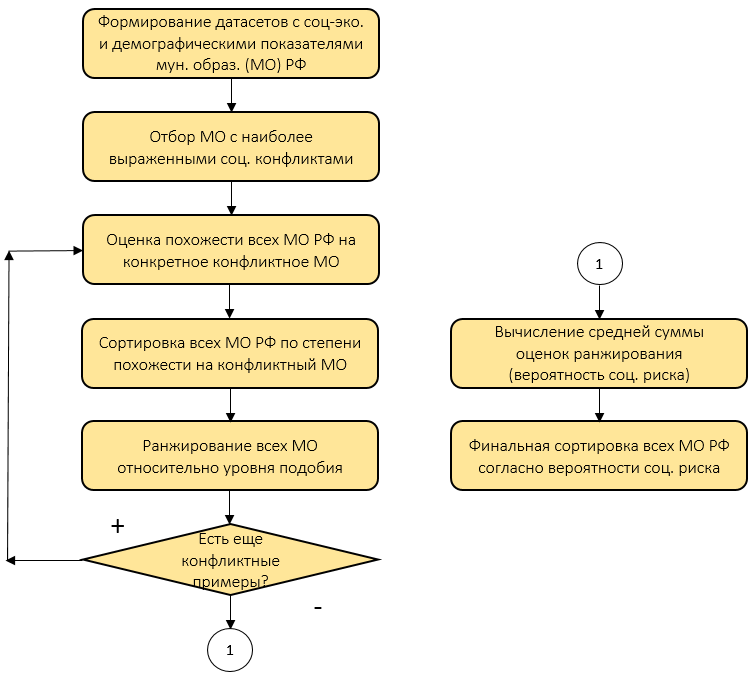 Формирование датасетов с соц-эко.
и демографическими показателями
мун. образ. (МО) РФ
Отбор МО с наиболее
выраженными соц. конфликтами
Оценка похожести всех МО РФ на
конкретное конфликтное МО
Сортировка всех МО РФ по степени
похожести на конфликтный МО
Ранжирование всех МО
относительно уровня подобия
+
Есть еще
конфликтные
примеры?
-
1
1
Вычисление средней суммы
оценок ранжирования
(вероятность соц. риска)
Финальная сортировка всех МО РФ
согласно вероятности соц. риска